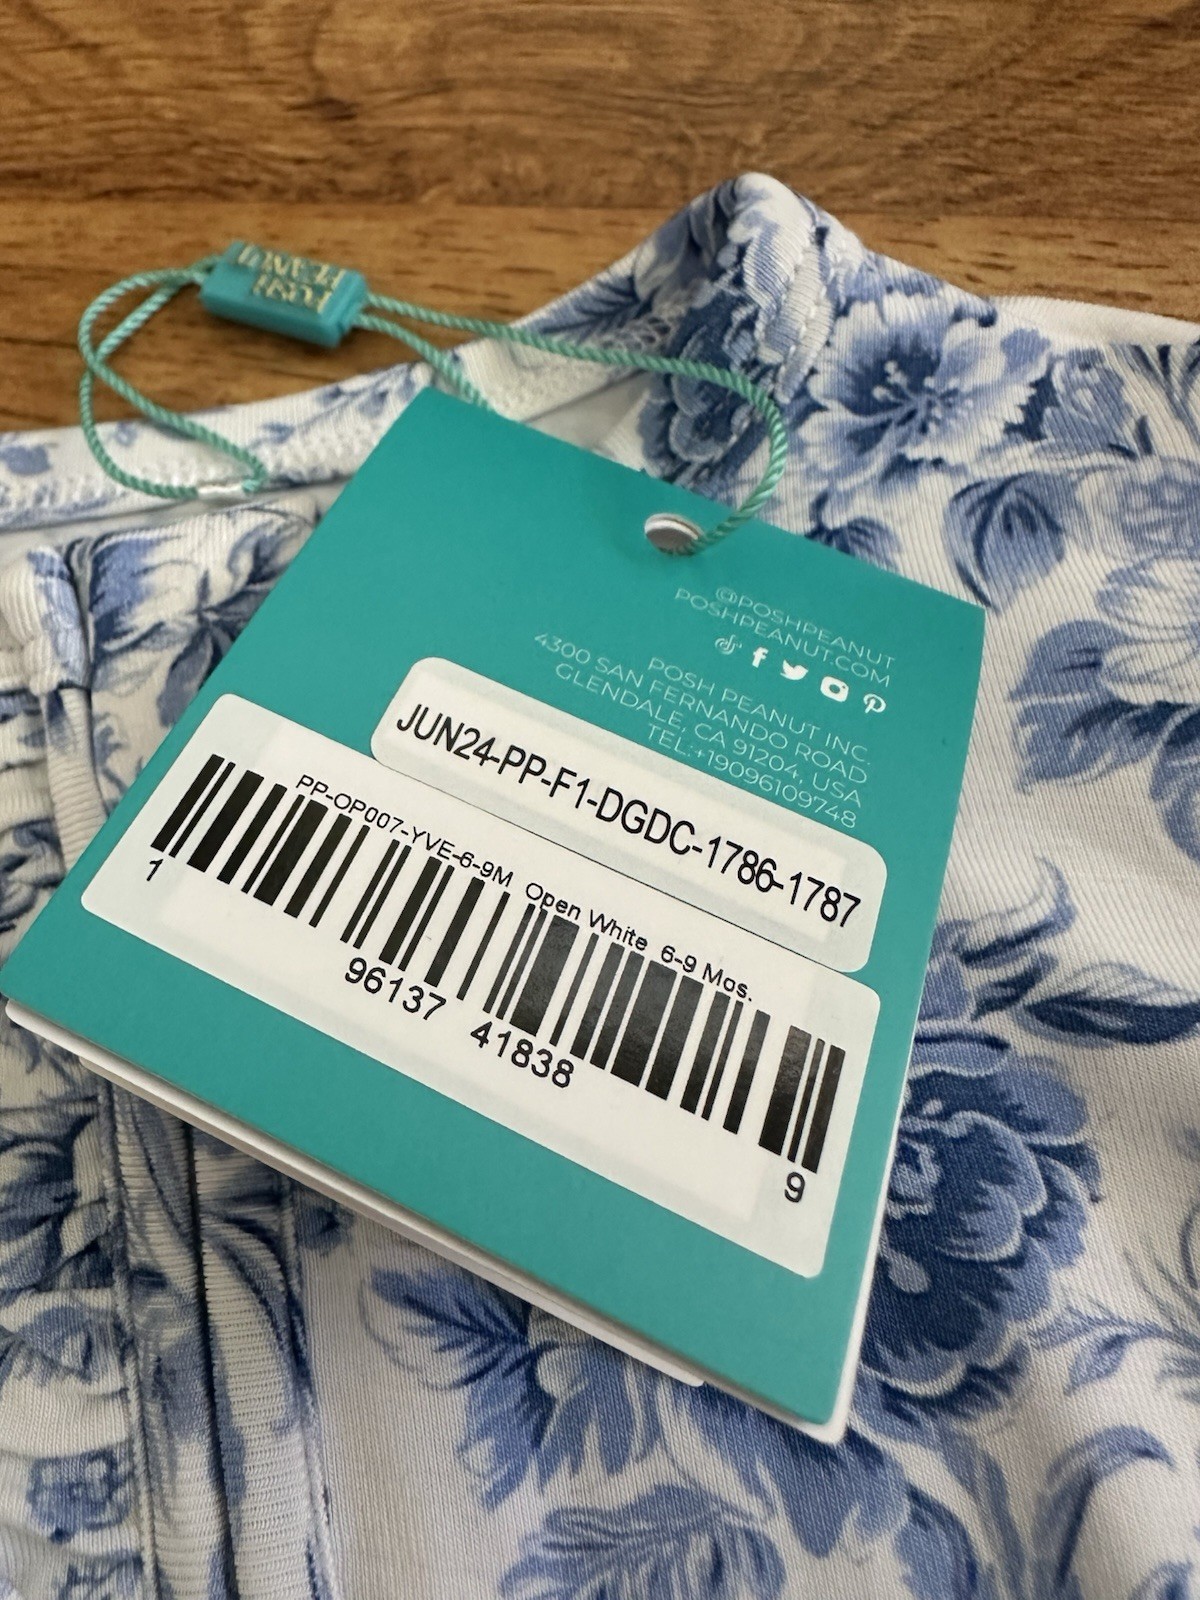 POSH
PEANUT
@POSHPEANUT
POSHPEANUT.COM
POSH PEANUT INC.
4300 SAN FERNANDO ROAD
GLENDALE, CA 91204, USA
TEL:+19096109748
JUN24-PP-F1-DGDC-1786-1787
PP-OP007-YVE-6-9M Open White 6-9 Mos.
1 96137 41838 9